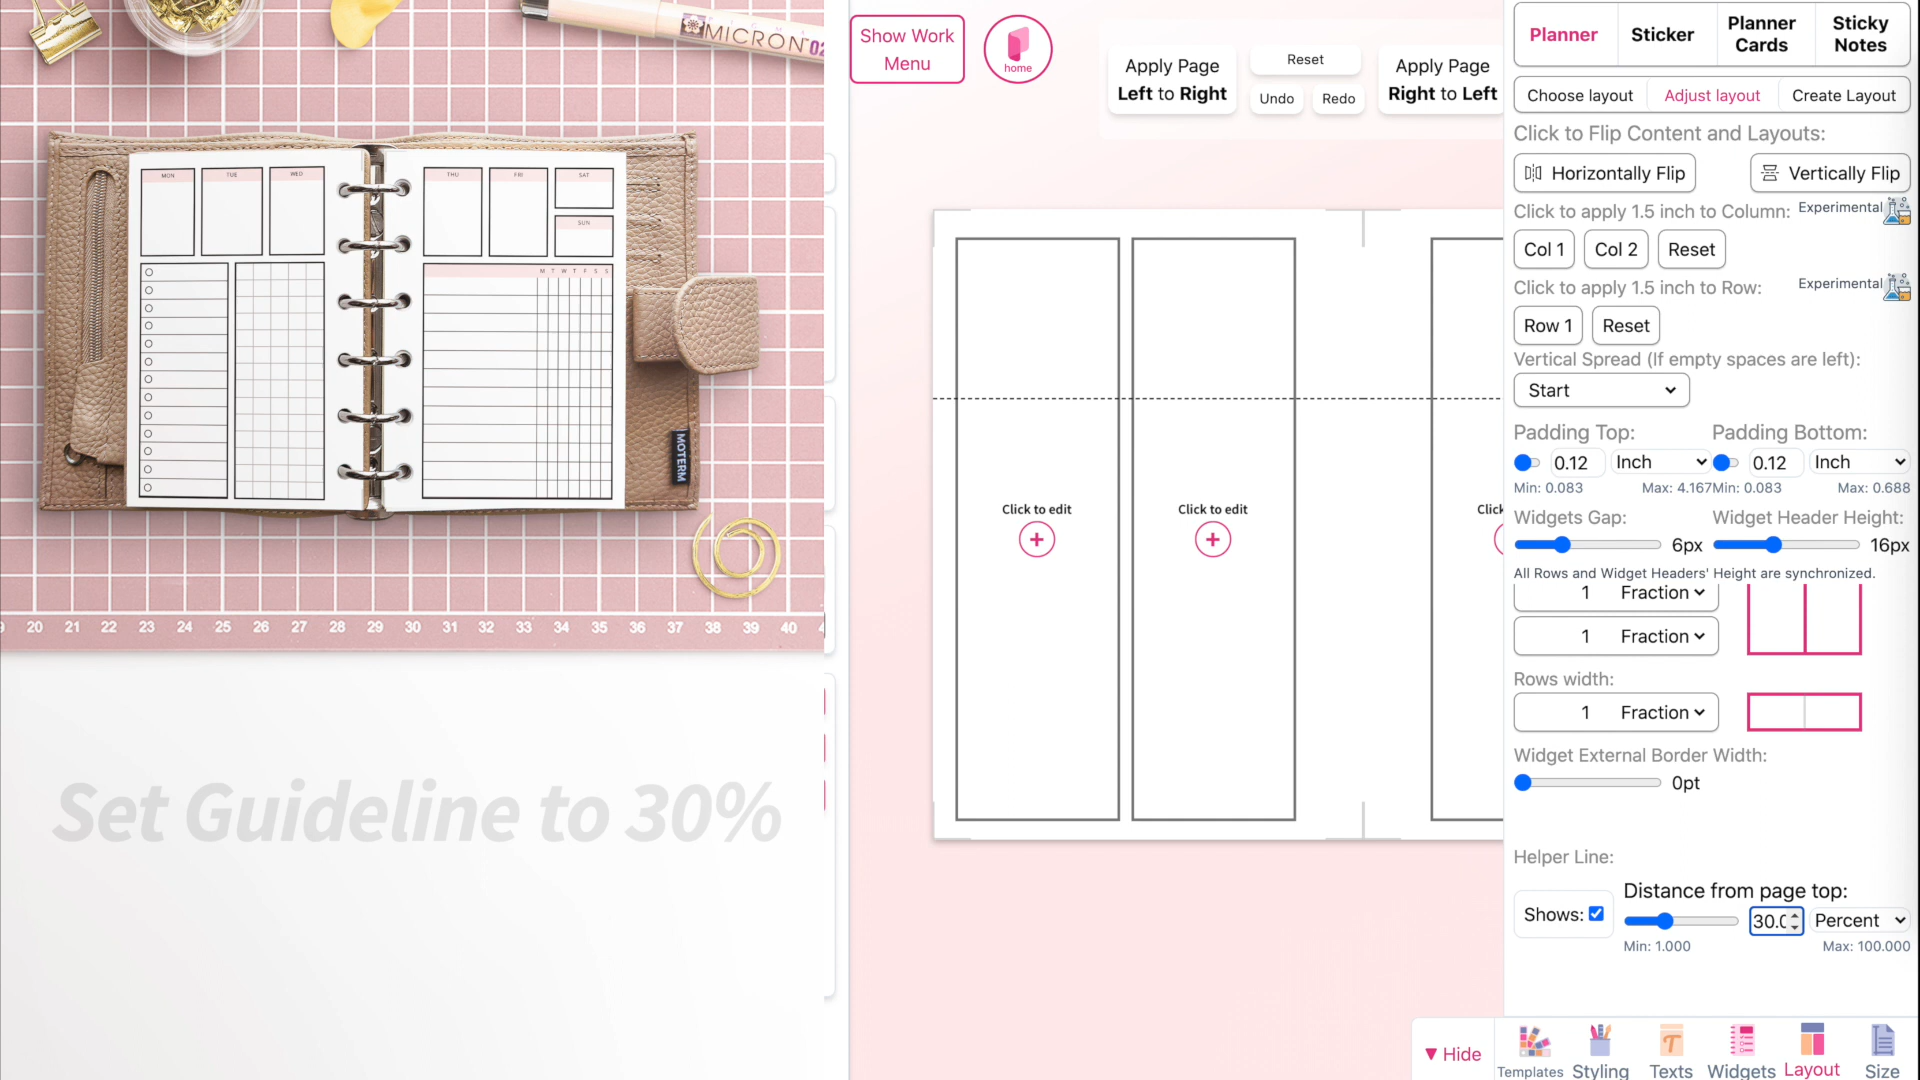 MICRON 02
MON
TUE
WED
THU
FRI
SAT
SUN
M T W T F S S
MOTERM
20 21 22 23 24 25 26 27 28 29 30 31 32 33 34 35 36 37 38 39 40
Set Guideline to 30%
Show Work
Menu
home
Apply Page
Left to Right
Reset
Undo
Redo
Apply Page
Right to Left
Click to edit
Click to edit
Click
Planner
Sticker
Planner
Cards
Sticky
Notes
Choose layout
Adjust layout
Create Layout
Click to Flip Content and Layouts:
Horizontally Flip
Vertically Flip
Click to apply 1.5 inch to Column:
Experimental
Col 1
Col 2
Reset
Click to apply 1.5 inch to Row:
Experimental
Row 1
Reset
Vertical Spread (If empty spaces are left):
Start
Padding Top:
Padding Bottom:
0.12
Inch
0.12
Inch
Min: 0.083
Max: 4.167
Min: 0.083
Max: 0.688
Widgets Gap:
Widget Header Height:
6px
16px
All Rows and Widget Headers' Height are synchronized.
1 Fraction
1 Fraction
Rows width:
1 Fraction
Widget External Border Width:
0pt
Helper Line:
Shows:
Distance from page top:
30.0
Percent
Min: 1.000
Max: 100.000
▼ Hide
Templates
Styling
Texts
Widgets
Layout
Size